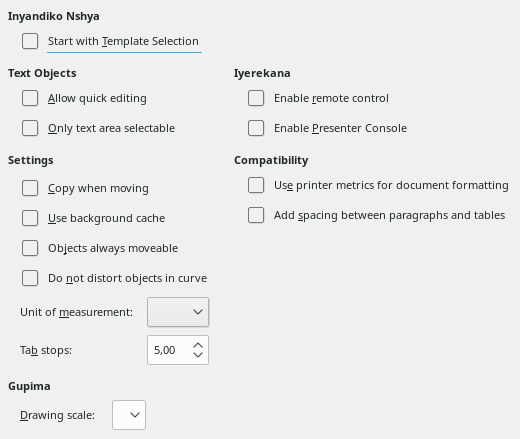 Inyandiko Nshya
Start with Template Selection
Text Objects
Allow quick editing
Only text area selectable
Iyerekana
Enable remote control
Enable Presenter Console
Settings
Copy when moving
Use background cache
Objects always moveable
Do not distort objects in curve
Unit of measurement:
Tab stops: 5,00
Compatibility
Use printer metrics for document formatting
Add spacing between paragraphs and tables
Gupima
Drawing scale: